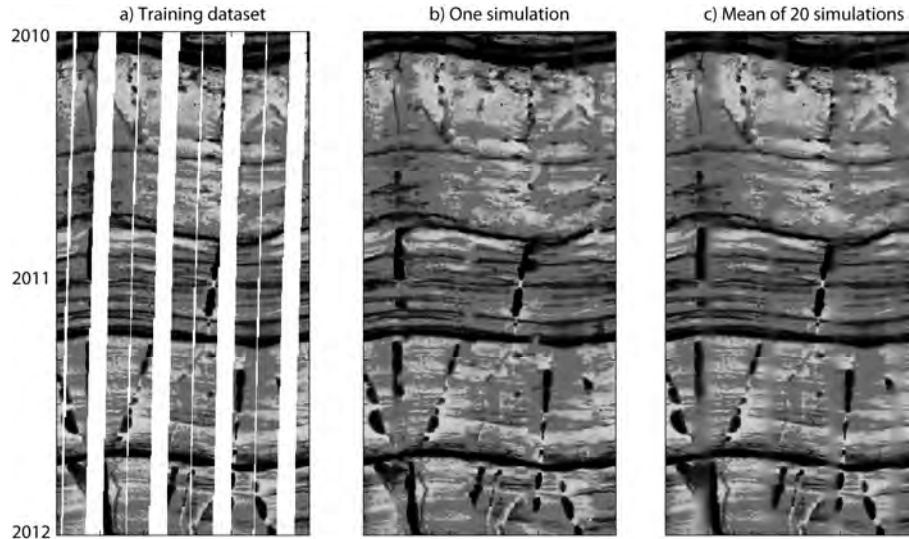 a) Training dataset
b) One simulation
c) Mean of 20 simulations
2010
2011
2012